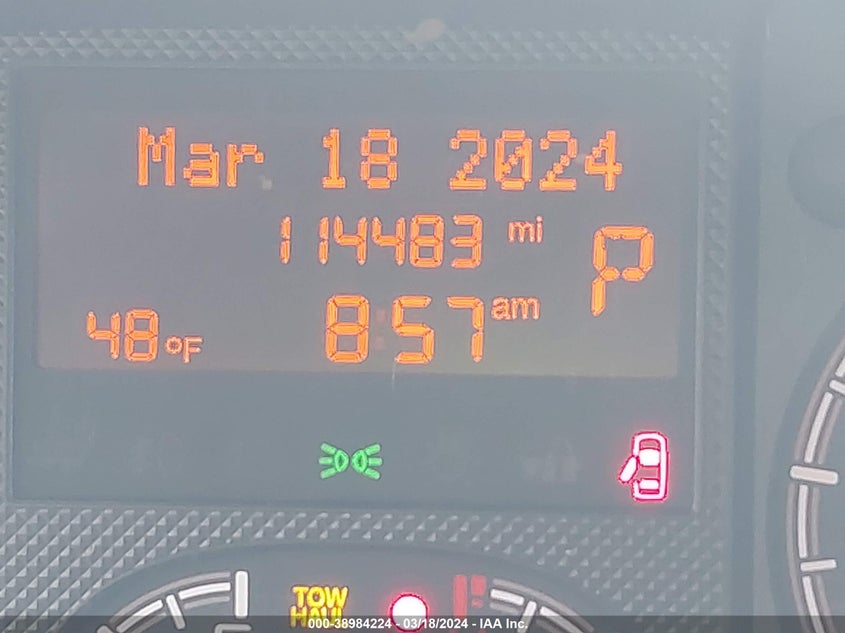 Mar 18 2024
114483 mi
P
48°F 8:57 am
TOW
HAUL
000-38984224 - 03/18/2024 - IAA Inc.